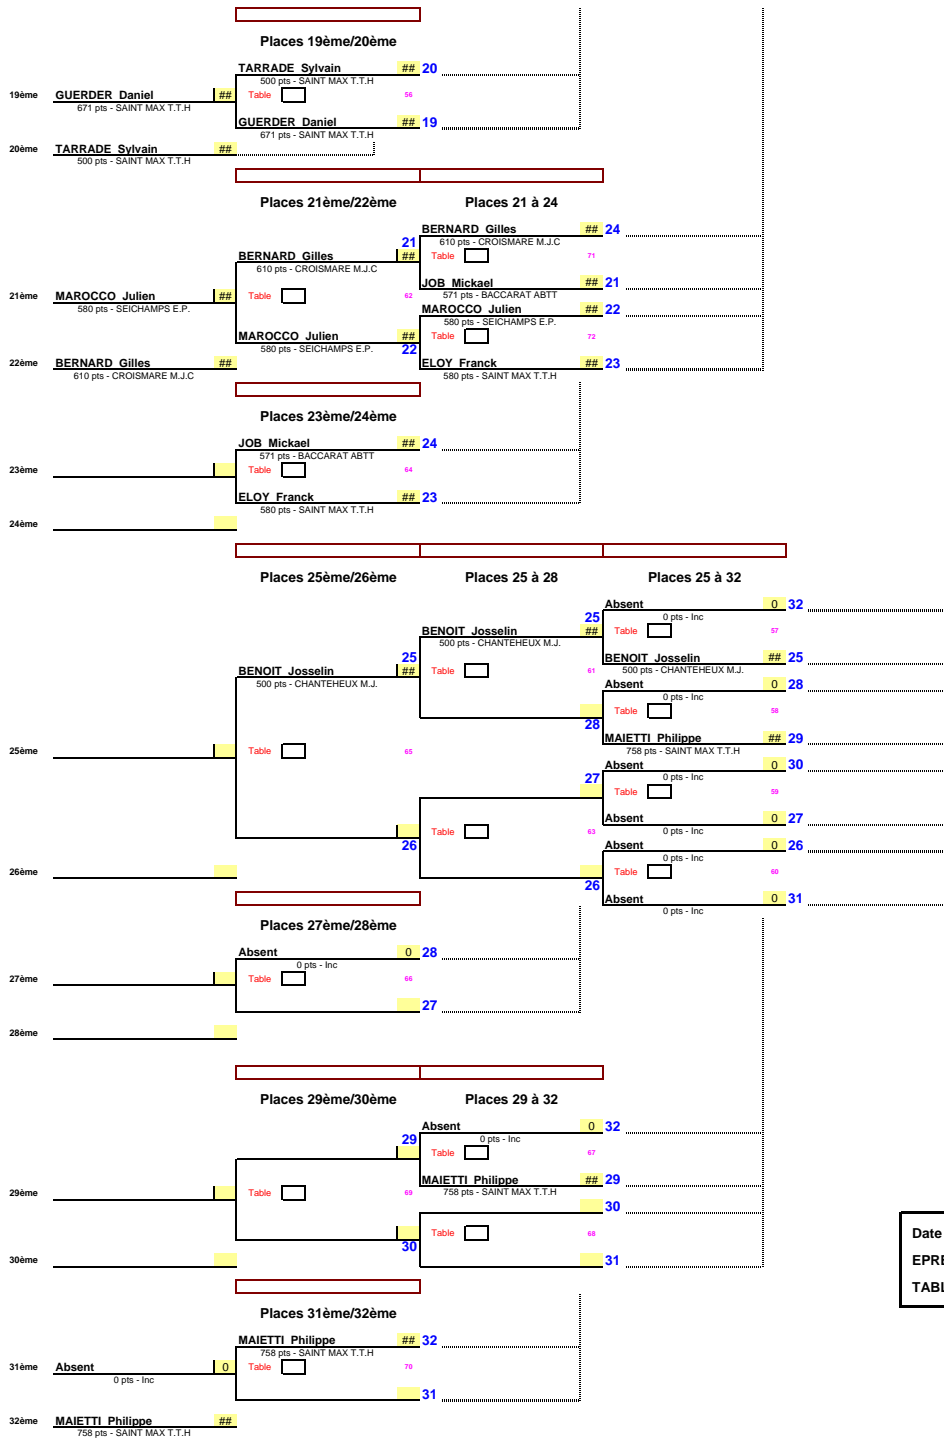 Places 19ème/20ème
TARRADE Sylvain ## 20
500 pts - SAINT MAX T.T.H
19ème GUERDER Daniel ## Table 56
671 pts - SAINT MAX T.T.H
GUERDER Daniel ## 19
671 pts - SAINT MAX T.T.H
20ème TARRADE Sylvain ##
500 pts - SAINT MAX T.T.H
Places 21ème/22ème Places 21 à 24
BERNARD Gilles ## 24
21 610 pts - CROISMARE M.J.C
BERNARD Gilles ## Table 71
610 pts - CROISMARE M.J.C
JOB Mickael ## 21
21ème MAROCCO Julien ## Table 62 571 pts - BACCARAT ABTT
580 pts - SEICHAMPS E.P. MAROCCO Julien ## 22
580 pts - SEICHAMPS E.P.
MAROCCO Julien ## Table 72
580 pts - SEICHAMPS E.P. 22
22ème BERNARD Gilles ## ELOY Franck ## 23
610 pts - CROISMARE M.J.C 580 pts - SAINT MAX T.T.H
Places 23ème/24ème
JOB Mickael ## 24
571 pts - BACCARAT ABTT
23ème Table 64
ELOY Franck ## 23
580 pts - SAINT MAX T.T.H
24ème
Places 25ème/26ème Places 25 à 28 Places 25 à 32
Absent 0 32
25 0 pts - Inc
BENOIT Josselin ## Table 57
500 pts - CHANTEHEUX M.J.
25 BENOIT Josselin ## 25
BENOIT Josselin ## Table 61 500 pts - CHANTEHEUX M.J.
500 pts - CHANTEHEUX M.J. Absent 0 28
0 pts - Inc
28 Table 58
MAIETTI Philippe ## 29
25ème Table 65 758 pts - SAINT MAX T.T.H
Absent 0 30
27 0 pts - Inc
Table 59
Absent 0 27
Table 63 0 pts - Inc
26 Absent 0 26
0 pts - Inc
26ème Table 60
26
Absent 0 31
0 pts - Inc
Places 27ème/28ème
Absent 0 28
0 pts - Inc
27ème Table 66
27
28ème
Places 29ème/30ème Places 29 à 32
Absent 0 32
29 0 pts - Inc
Table 67
MAIETTI Philippe ## 29
29ème Table 69 758 pts - SAINT MAX T.T.H
30
Table 68
30
30ème 31
Date
EPRE
TABL
Places 31ème/32ème
MAIETTI Philippe ## 32
758 pts - SAINT MAX T.T.H
31ème Absent 0 Table 70
0 pts - Inc
31
32ème MAIETTI Philippe ##
758 pts - SAINT MAX T.T.H